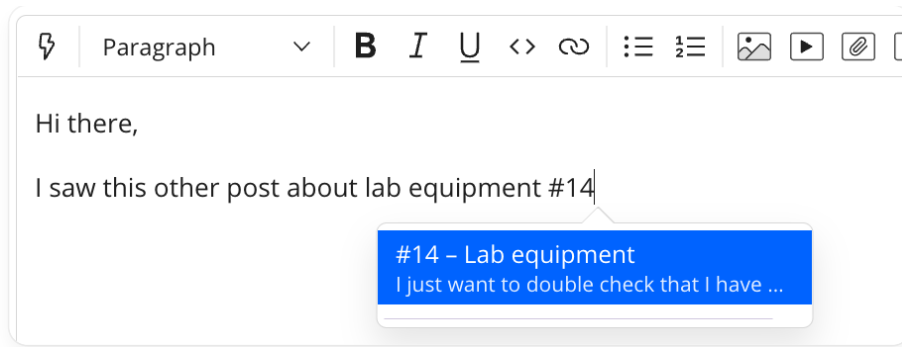 Paragraph B I U <>
Hi there,
I saw this other post about lab equipment #14
#14 – Lab equipment
I just want to double check that I have ...